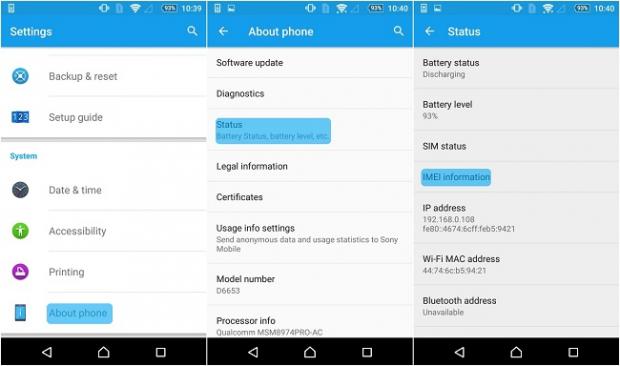 93% 10:39
Settings
Backup & reset
123
Setup guide
System
Date & time
Accessibility
Printing
About phone
93% 10:40
About phone
Software update
Diagnostics
Status
Battery Status, battery level, etc.
Legal information
Certificates
Usage info settings
Send anonymous data and usage statistics to Sony
Mobile
Model number
D6653
Processor info
Qualcomm MSM8974PRO-AC
93% 10:40
Status
Battery status
Discharging
Battery level
93%
SIM status
IMEI information
IP address
192.168.0.108
fe80::4674:6cff:feb5:9421
Wi-Fi MAC address
44:74:6c:b5:94:21
Bluetooth address
Unavailable